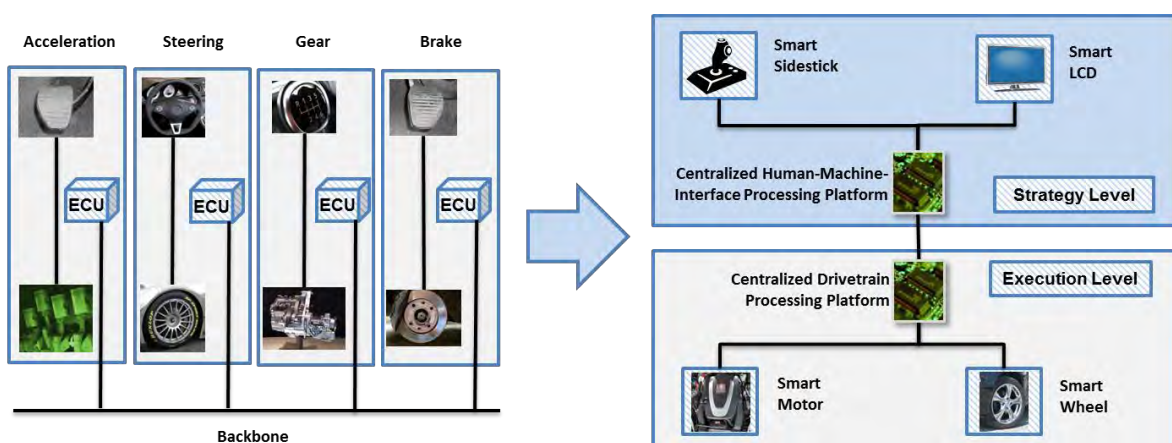 Acceleration
Steering
Gear
Brake
ECU
ECU
ECU
ECU
Backbone
Smart
Sidestick
Smart
LCD
Centralized Human-Machine-
Interface Processing Platform
Strategy Level
Centralized Drivetrain
Processing Platform
Execution Level
Smart
Motor
Smart
Wheel